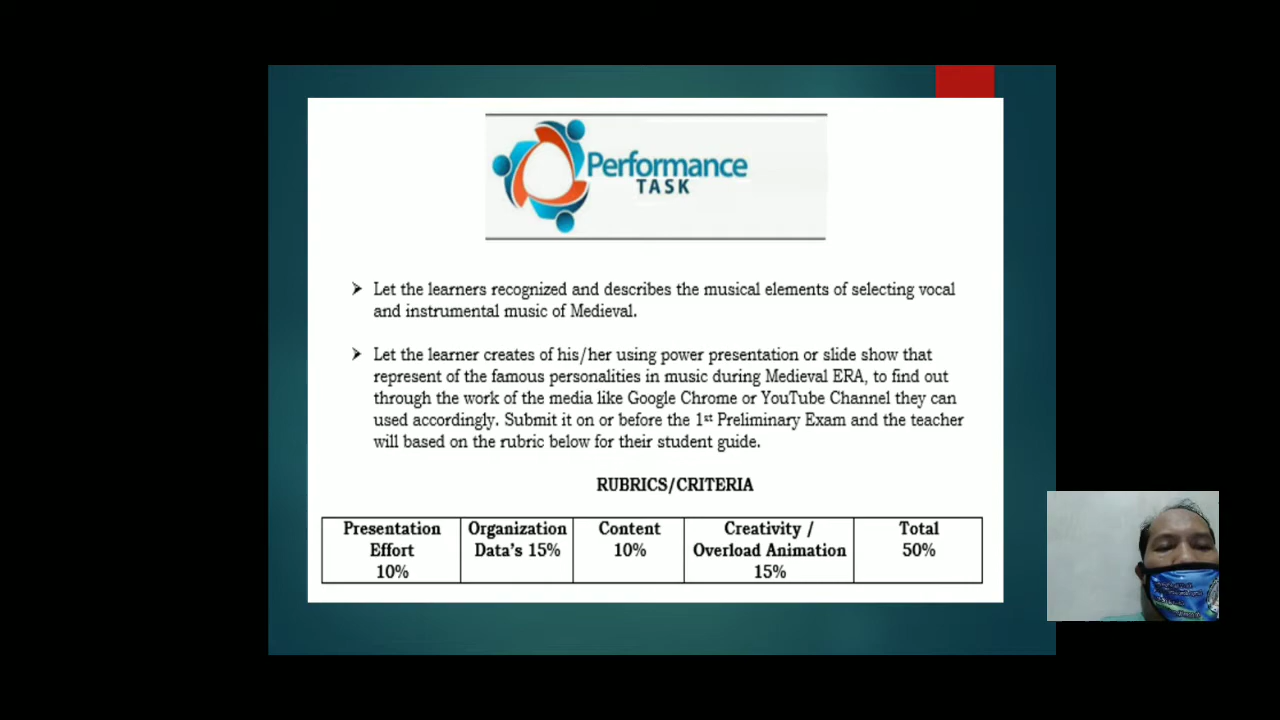 Performance
TASK
Let the learners recognized and describes the musical elements of selecting vocal
and instrumental music of Medieval.
Let the learner creates of his/her using power presentation or slide show that
represent of the famous personalities in music during Medieval ERA, to find out
through the work of the media like Google Chrome or YouTube Channel they can
used accordingly. Submit it on or before the 1st Preliminary Exam and the teacher
will based on the rubric below for their student guide.
RUBRICS/CRITERIA
Presentation
Effort
10%
Organization
Data's 15%
Content
10%
Creativity /
Overload Animation
15%
Total
50%